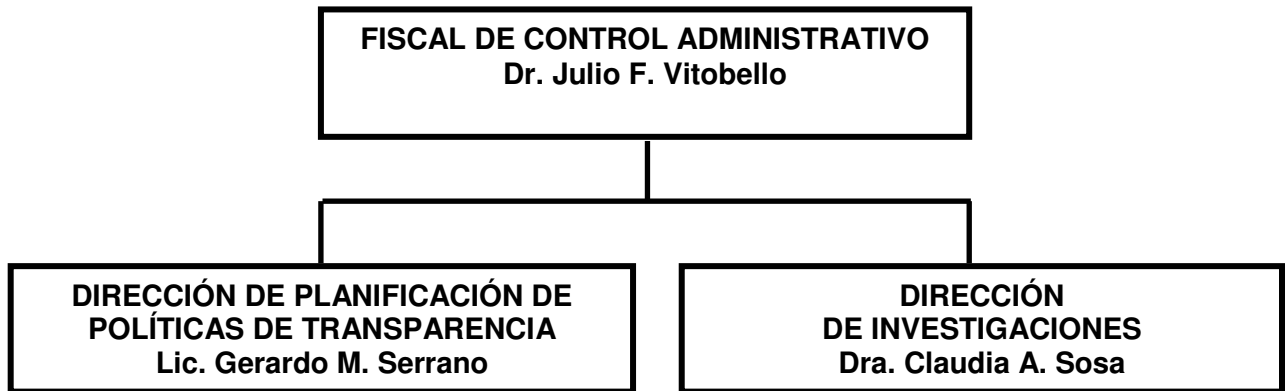 FISCAL DE CONTROL ADMINISTRATIVO
Dr. Julio F. Vitobello
DIRECCIÓN DE PLANIFICACIÓN DE
POLÍTICAS DE TRANSPARENCIA
Lic. Gerardo M. Serrano
DIRECCIÓN
DE INVESTIGACIONES
Dra. Claudia A. Sosa